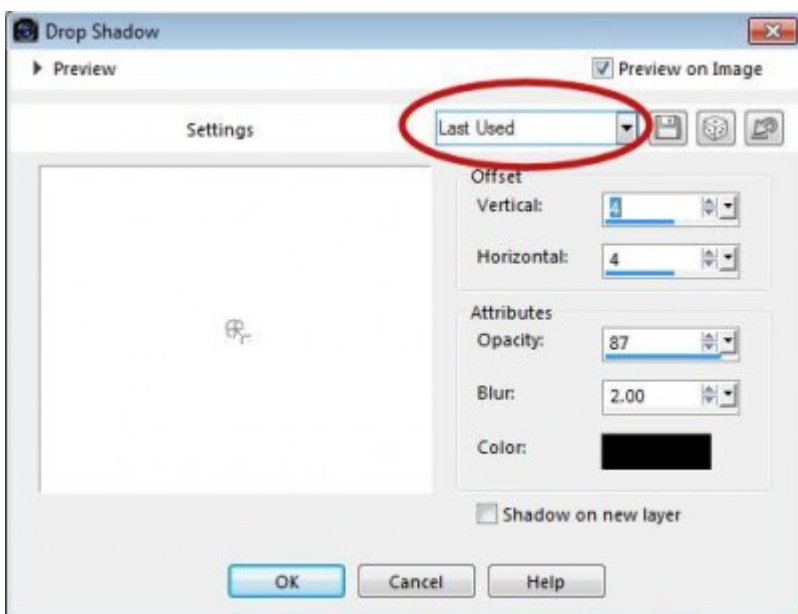 Drop Shadow
Preview
Preview on Image
Settings
Last Used
Offset
Vertical: 4
Horizontal: 4
Attributes
Opacity: 87
Blur: 2.00
Color:
Shadow on new layer
OK Cancel Help